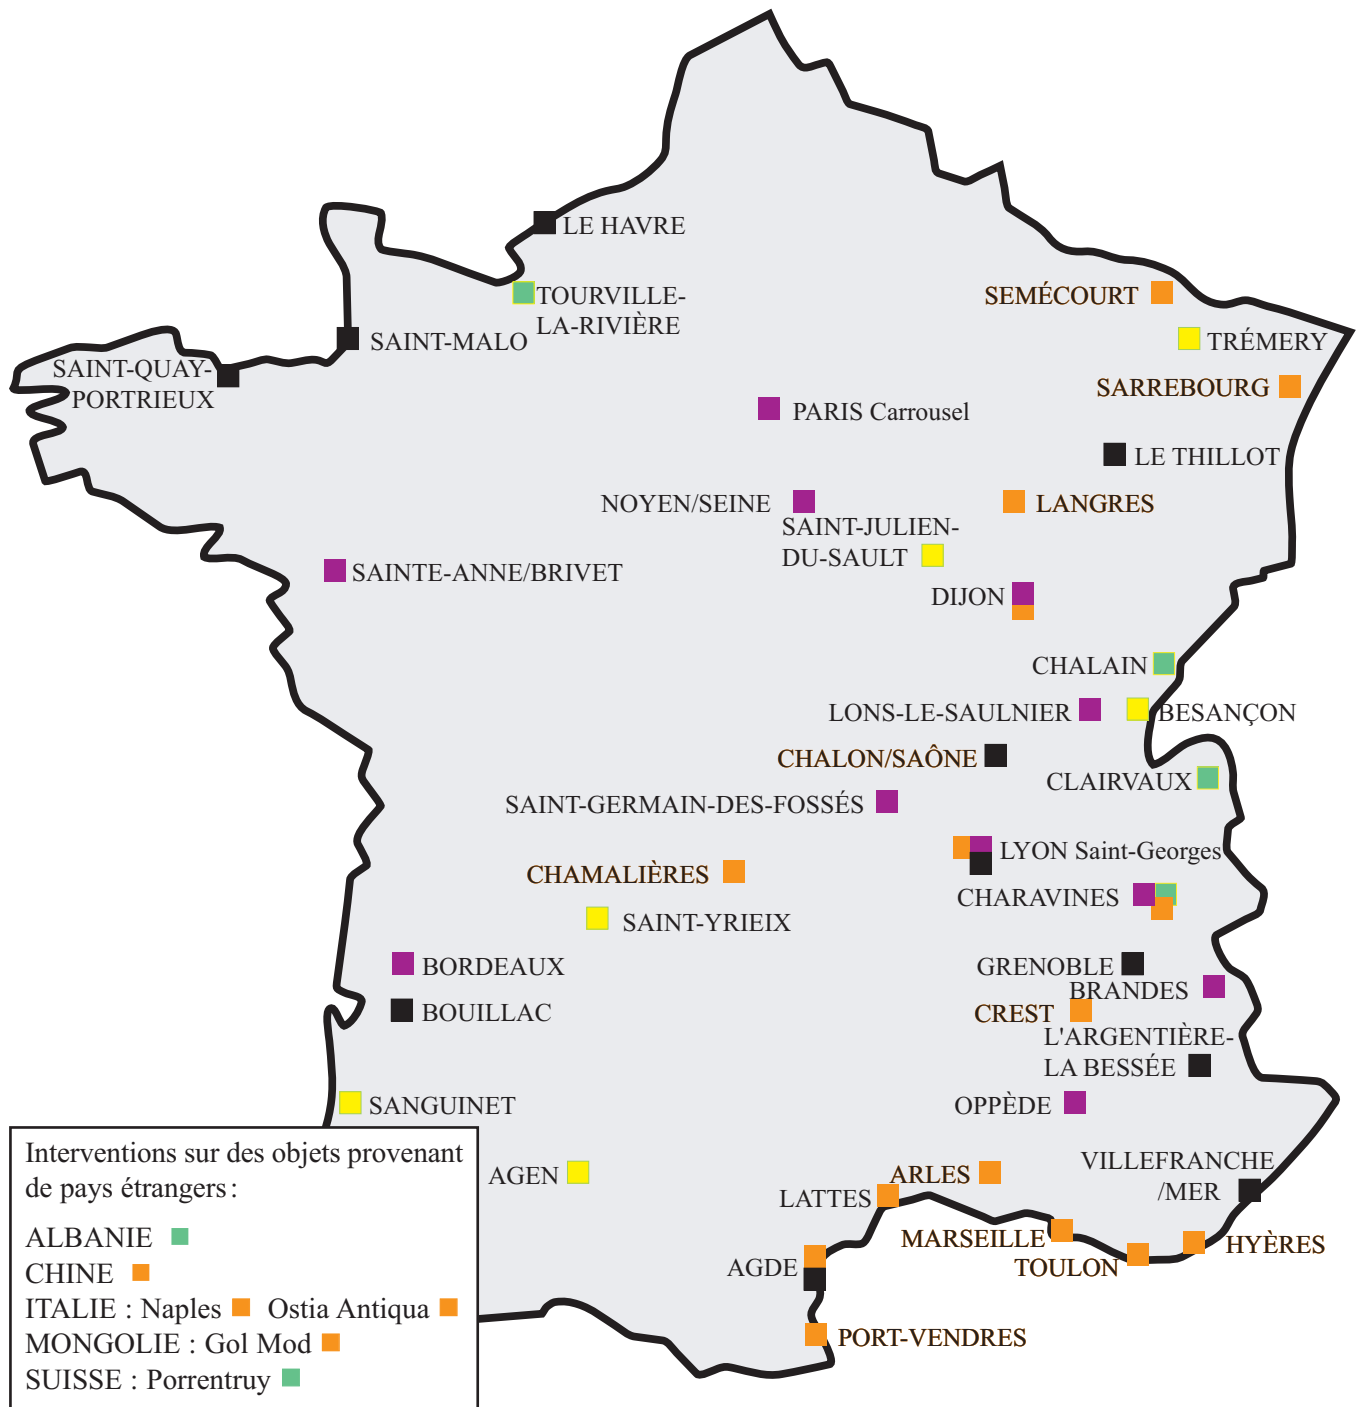 LE HAVRE
TOURVILLE-
LA-RIVIÈRE
SEMÉCOURT
SAINT-MALO
TRÉMERY
SAINT-QUAY-
PORTRIEUX
SARREBOURG
PARIS Carrousel
LE THILLOT
NOYEN/SEINE
LANGRES
SAINT-JULIEN-
DU-SAULT
SAINTE-ANNE/BRIVET
DIJON
CHALAIN
LONS-LE-SAULNIER
BESANÇON
CHALON/SAÔNE
CLAIRVAUX
SAINT-GERMAIN-DES-FOSSÉS
LYON Saint-Georges
CHAMALIÈRES
CHARAVINES
SAINT-YRIEIX
BORDEAUX
GRENOBLE
BRANDES
BOUILLAC
CREST
L'ARGENTIÈRE-
LA BESSÉE
SANGUINET
OPPÈDE
AGEN
ARLES
VILLEFRANCHE
/MER
LATTES
MARSEILLE
HYÈRES
TOULON
AGDE
PORT-VENDRES
Interventions sur des objets provenant
de pays étrangers :
ALBANIE
CHINE
ITALIE : Naples Ostia Antiqua
MONGOLIE : Gol Mod
SUISSE : Porrentruy